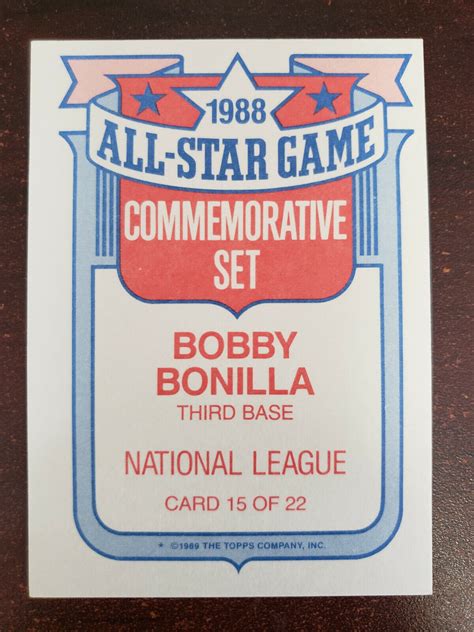 1988
ALL-STAR GAME
COMMEMORATIVE
SET
BOBBY
BONILLA
THIRD BASE
NATIONAL LEAGUE
CARD 15 OF 22
★ ©1989 THE TOPPS COMPANY, INC.